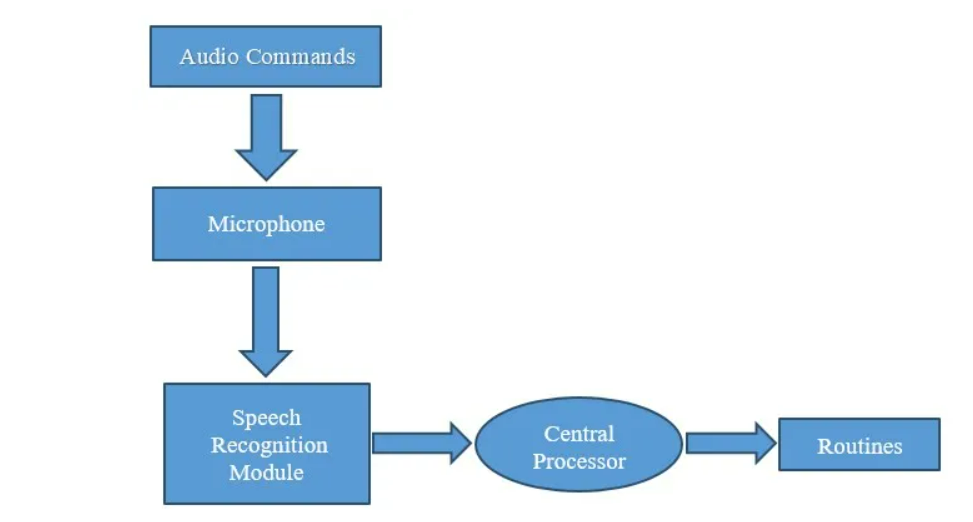 Audio Commands
Microphone
Speech
Recognition
Module
Central
Processor
Routines